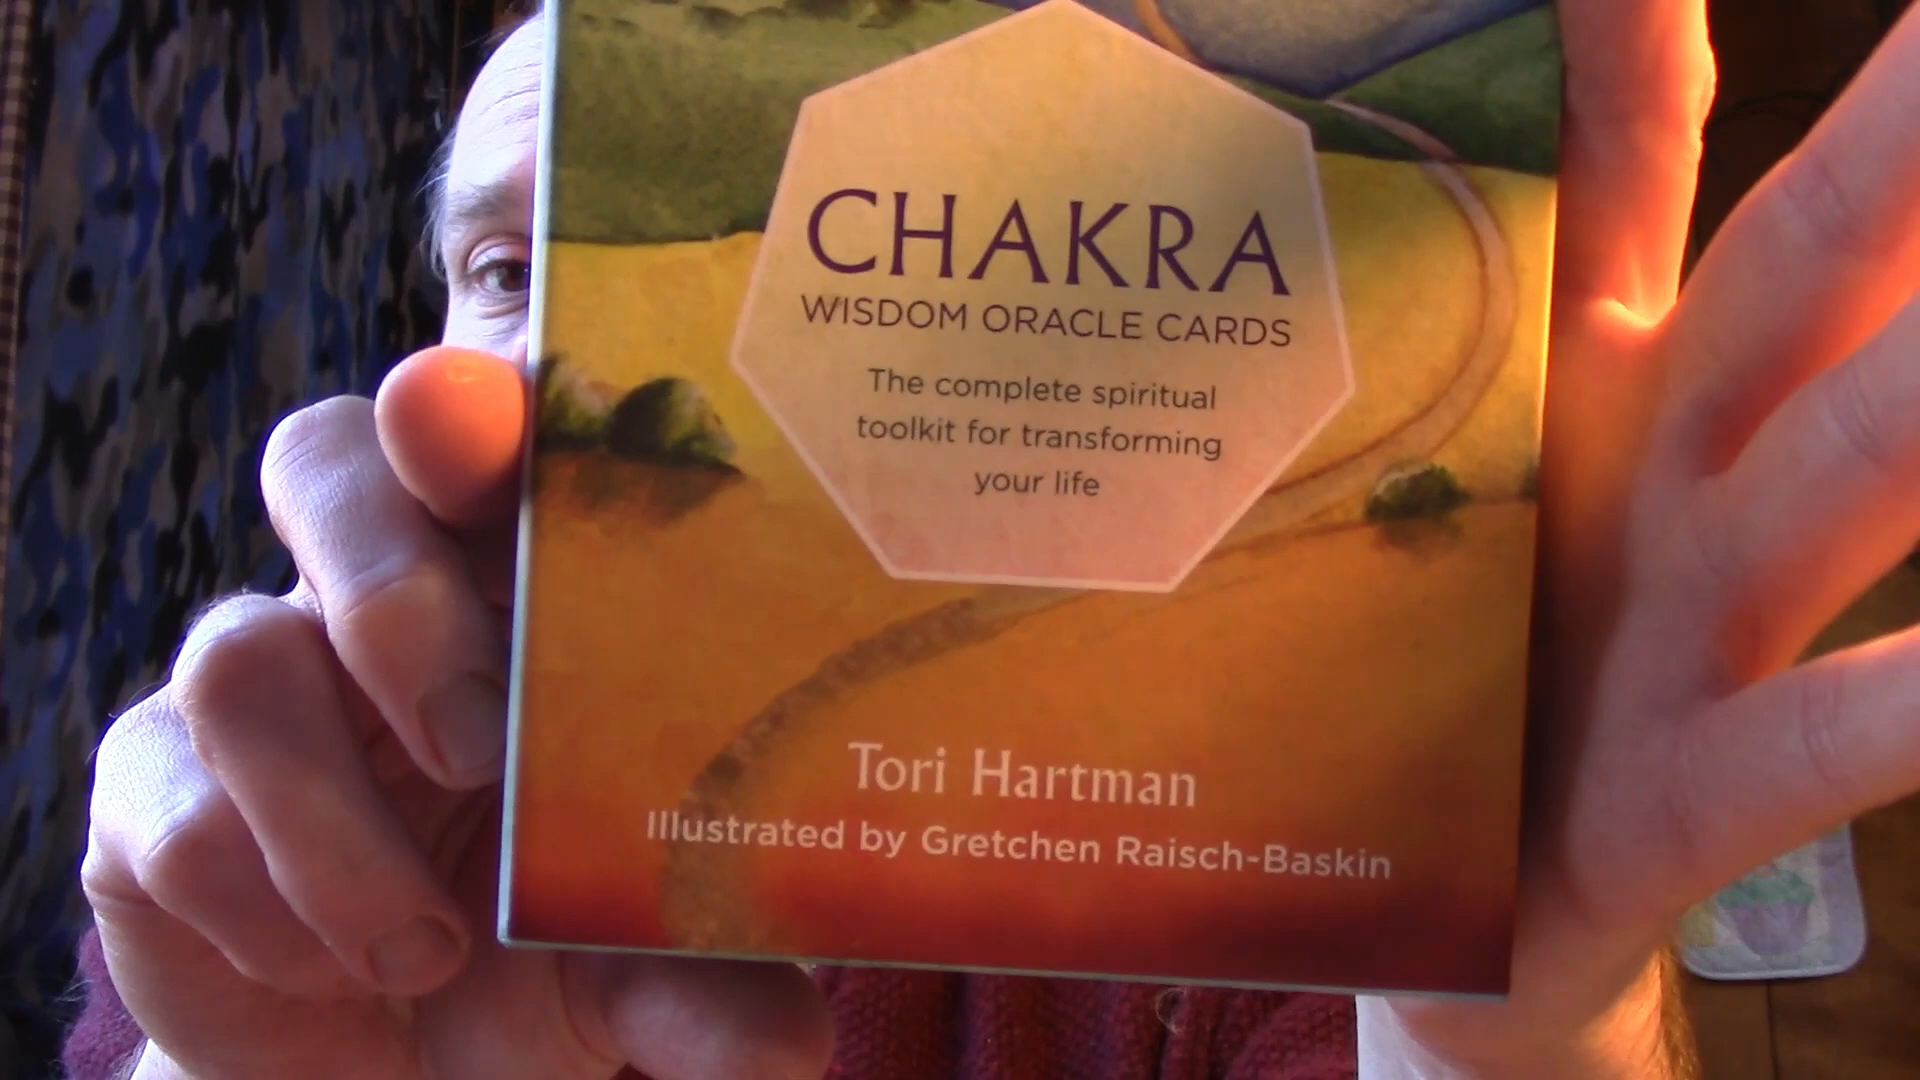 CHAKRA
WISDOM ORACLE CARDS
The complete spiritual
toolkit for transforming
your life
Tori Hartman
Illustrated by Gretchen Raisch-Baskin